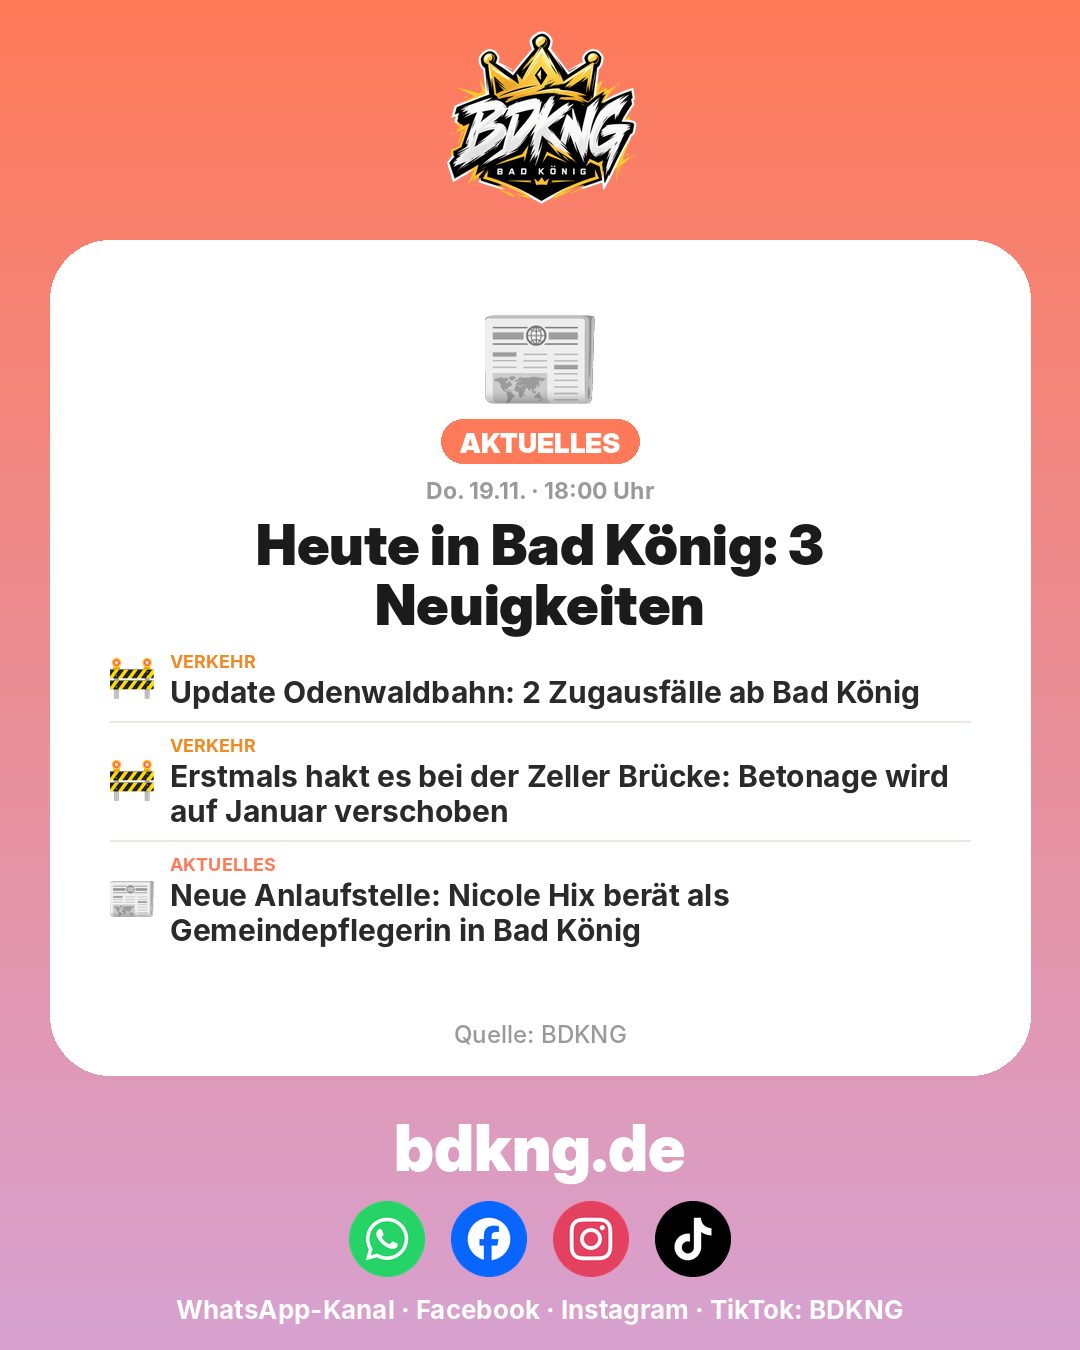 BDKNG
BAD KÖNIG
AKTUELLES
Do. 19.11. · 18:00 Uhr
Heute in Bad König: 3
Neuigkeiten
VERKEHR
Update Odenwaldbahn: 2 Zugausfälle ab Bad König
VERKEHR
Erstmals hakt es bei der Zeller Brücke: Betonage wird
auf Januar verschoben
AKTUELLES
Neue Anlaufstelle: Nicole Hix berät als
Gemeindepflegerin in Bad König
Quelle: BDKNG
bdkng.de
WhatsApp-Kanal · Facebook · Instagram · TikTok: BDKNG